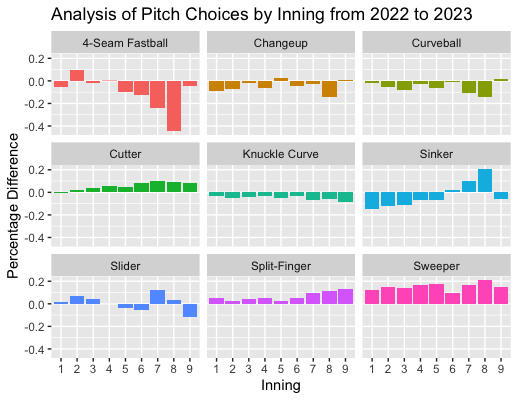 Analysis of Pitch Choices by Inning from 2022 to 2023
4-Seam Fastball Changeup Curveball
0.2
0.0
-0.2
-0.4
Cutter Knuckle Curve Sinker
0.2
0.0
-0.2
-0.4
Slider Split-Finger Sweeper
0.2
0.0
-0.2
-0.4
Percentage Difference
1 2 3 4 5 6 7 8 9 1 2 3 4 5 6 7 8 9 1 2 3 4 5 6 7 8 9
Inning